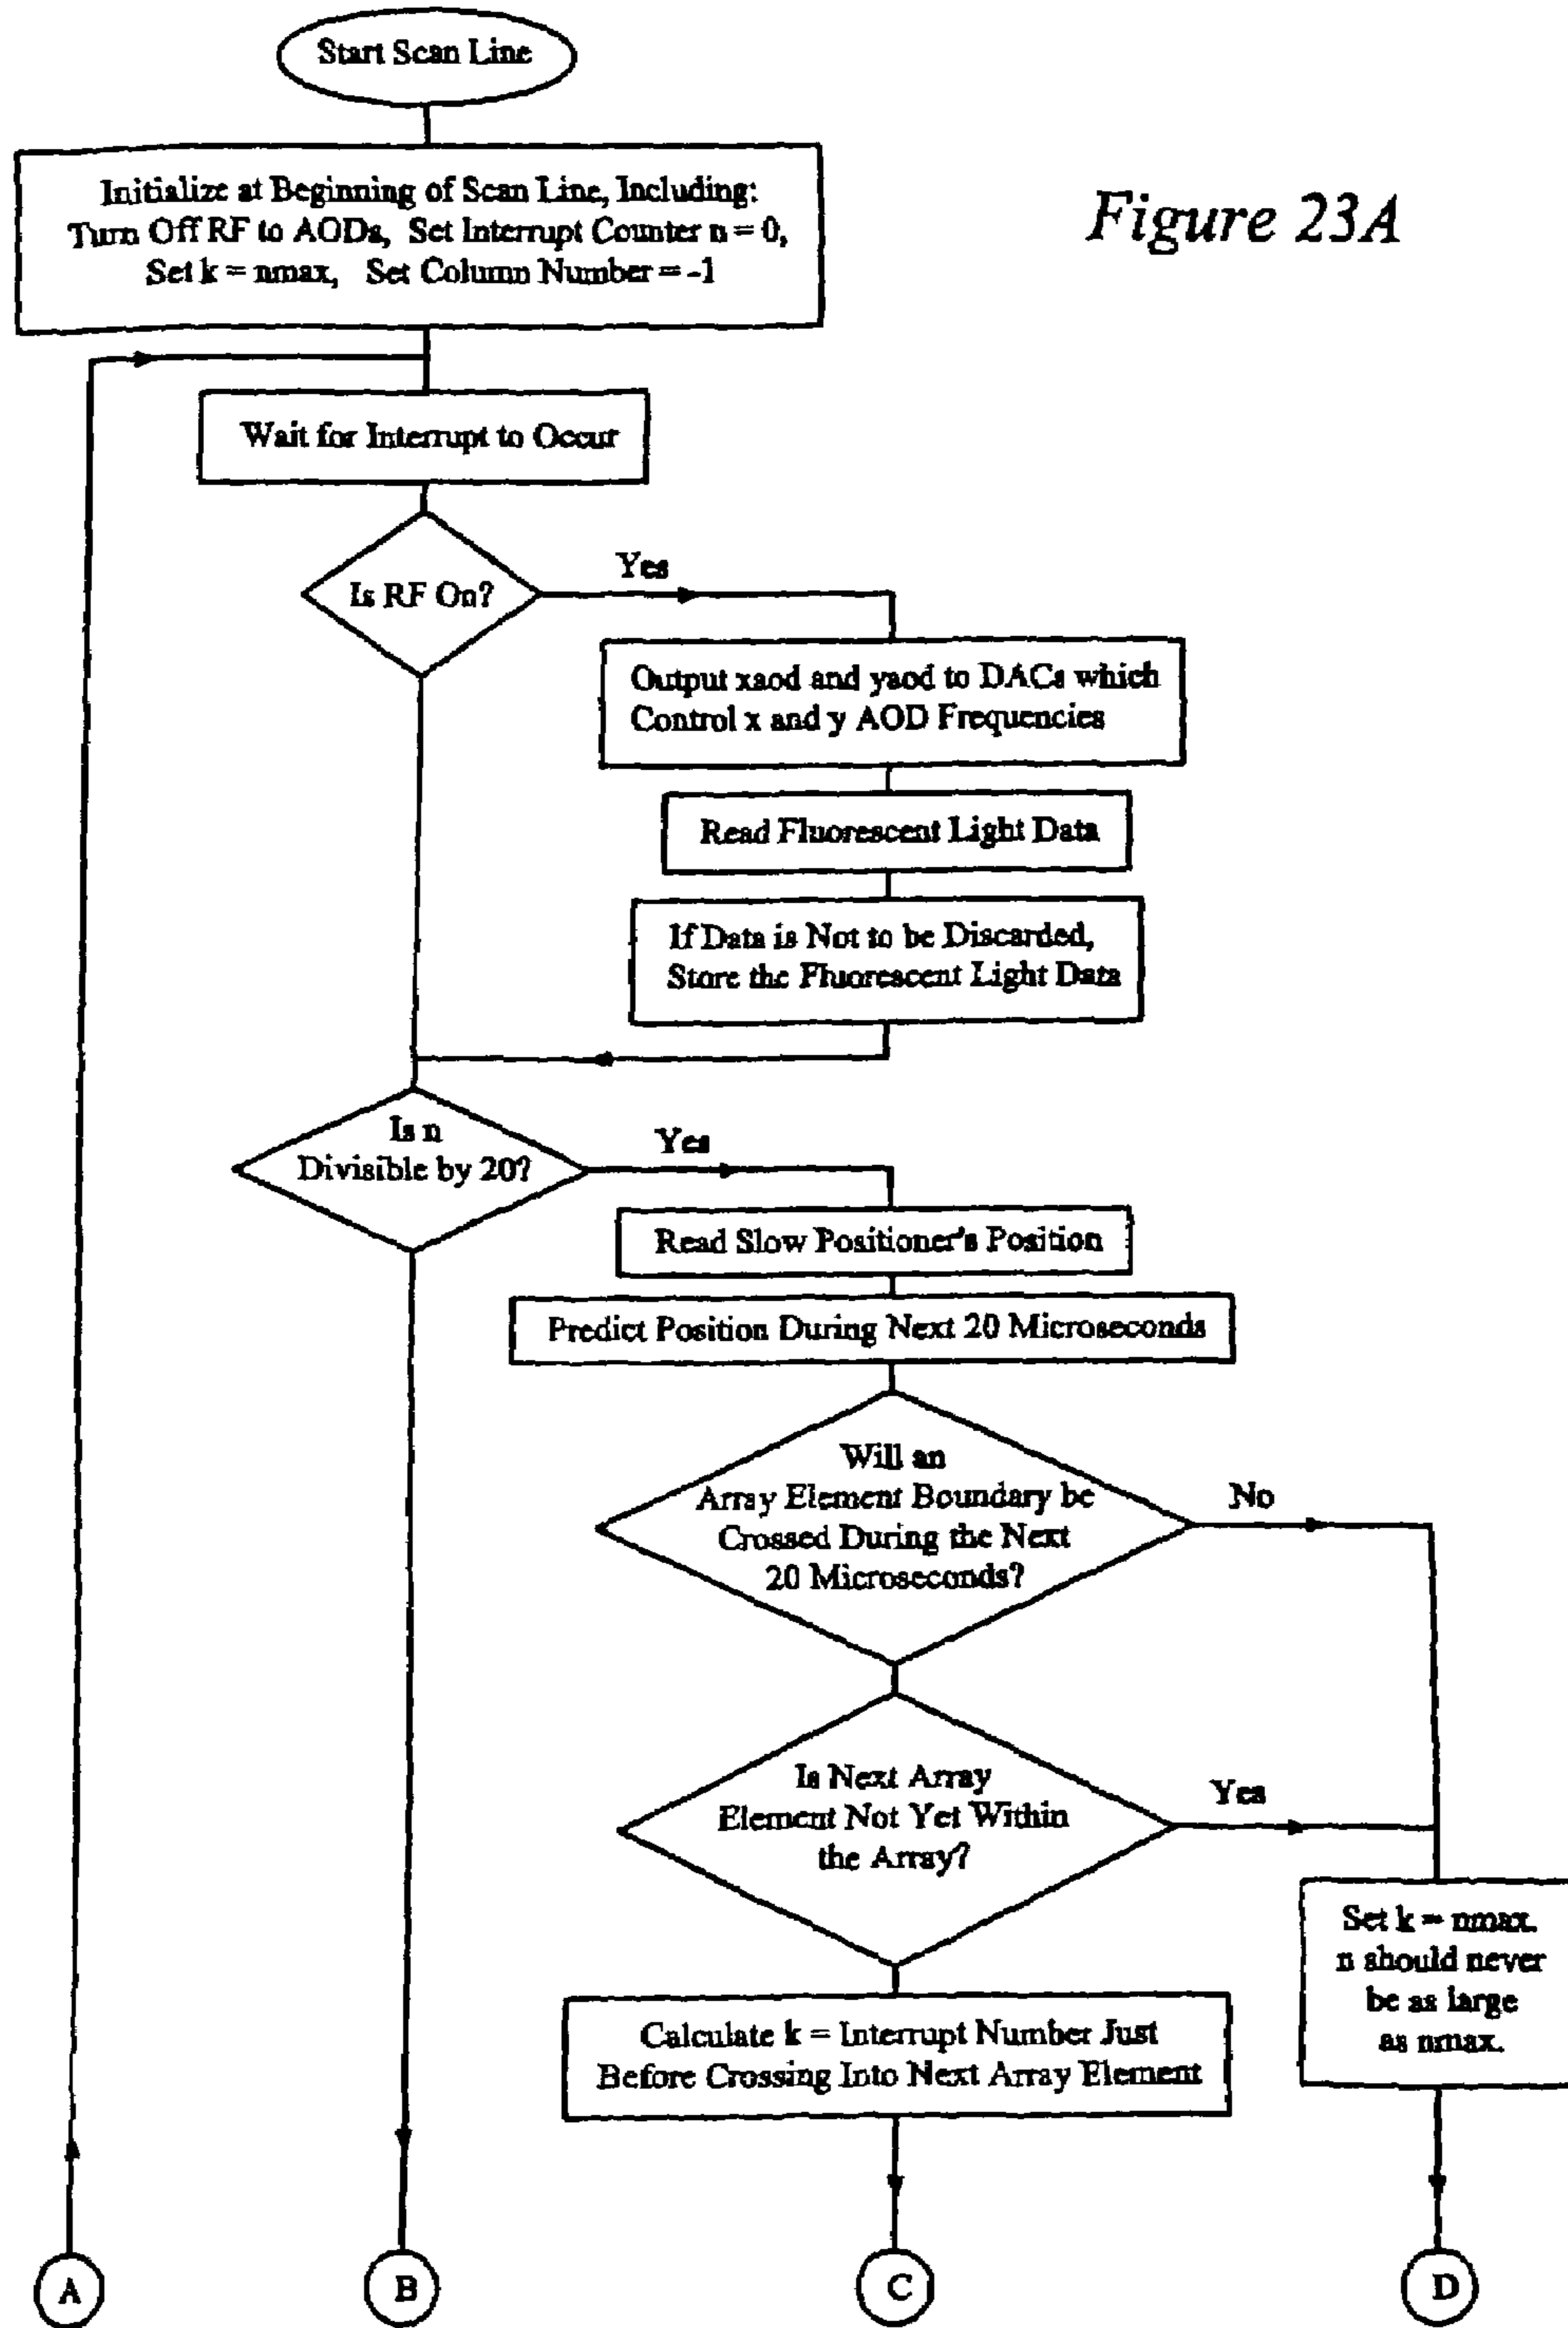 Start Scan Line
Figure 23A
Initialize at Beginning of Scan Line, Including:
Turn Off RF to AODs, Set Interrupt Counter n = 0,
Set k = nmax, Set Column Number = -1
Wait for Interrupt to Occur
Is RF On?
Yes
Output xaod and yaod to DACs which
Control x and y AOD Frequencies
Read Fluorescent Light Data
If Data is Not to be Discarded,
Store the Fluorescent Light Data
Is n
Divisible by 20?
Yes
Read Slow Positioner's Position
Predict Position During Next 20 Microseconds
Will an
Array Element Boundary be
Crossed During the Next
20 Microseconds?
No
Is Next Array
Element Not Yet Within
the Array?
Yes
Set k = nmax.
n should never
be as large
as nmax.
Calculate k = Interrupt Number Just
Before Crossing Into Next Array Element
A
B
C
D